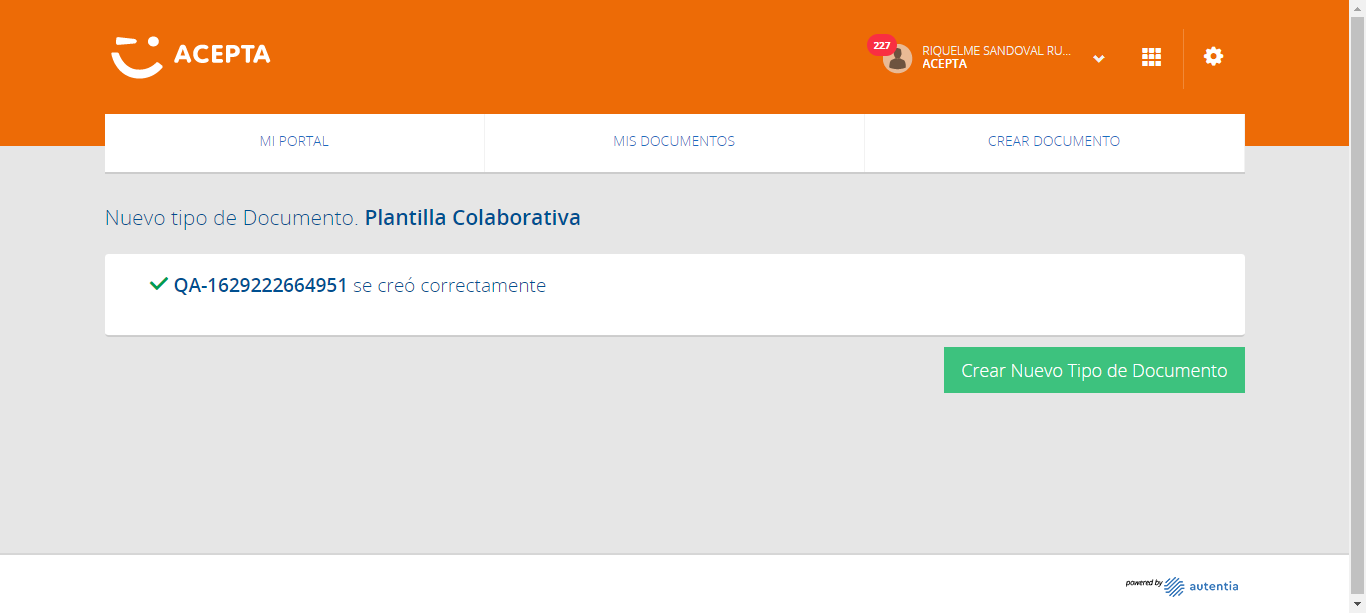 ACEPTA
227
RIQUELME SANDOVAL RU...
ACEPTA
MI PORTAL
MIS DOCUMENTOS
CREAR DOCUMENTO
Nuevo tipo de Documento. Plantilla Colaborativa
QA-1629222664951 se creó correctamente
Crear Nuevo Tipo de Documento
powered by autentia